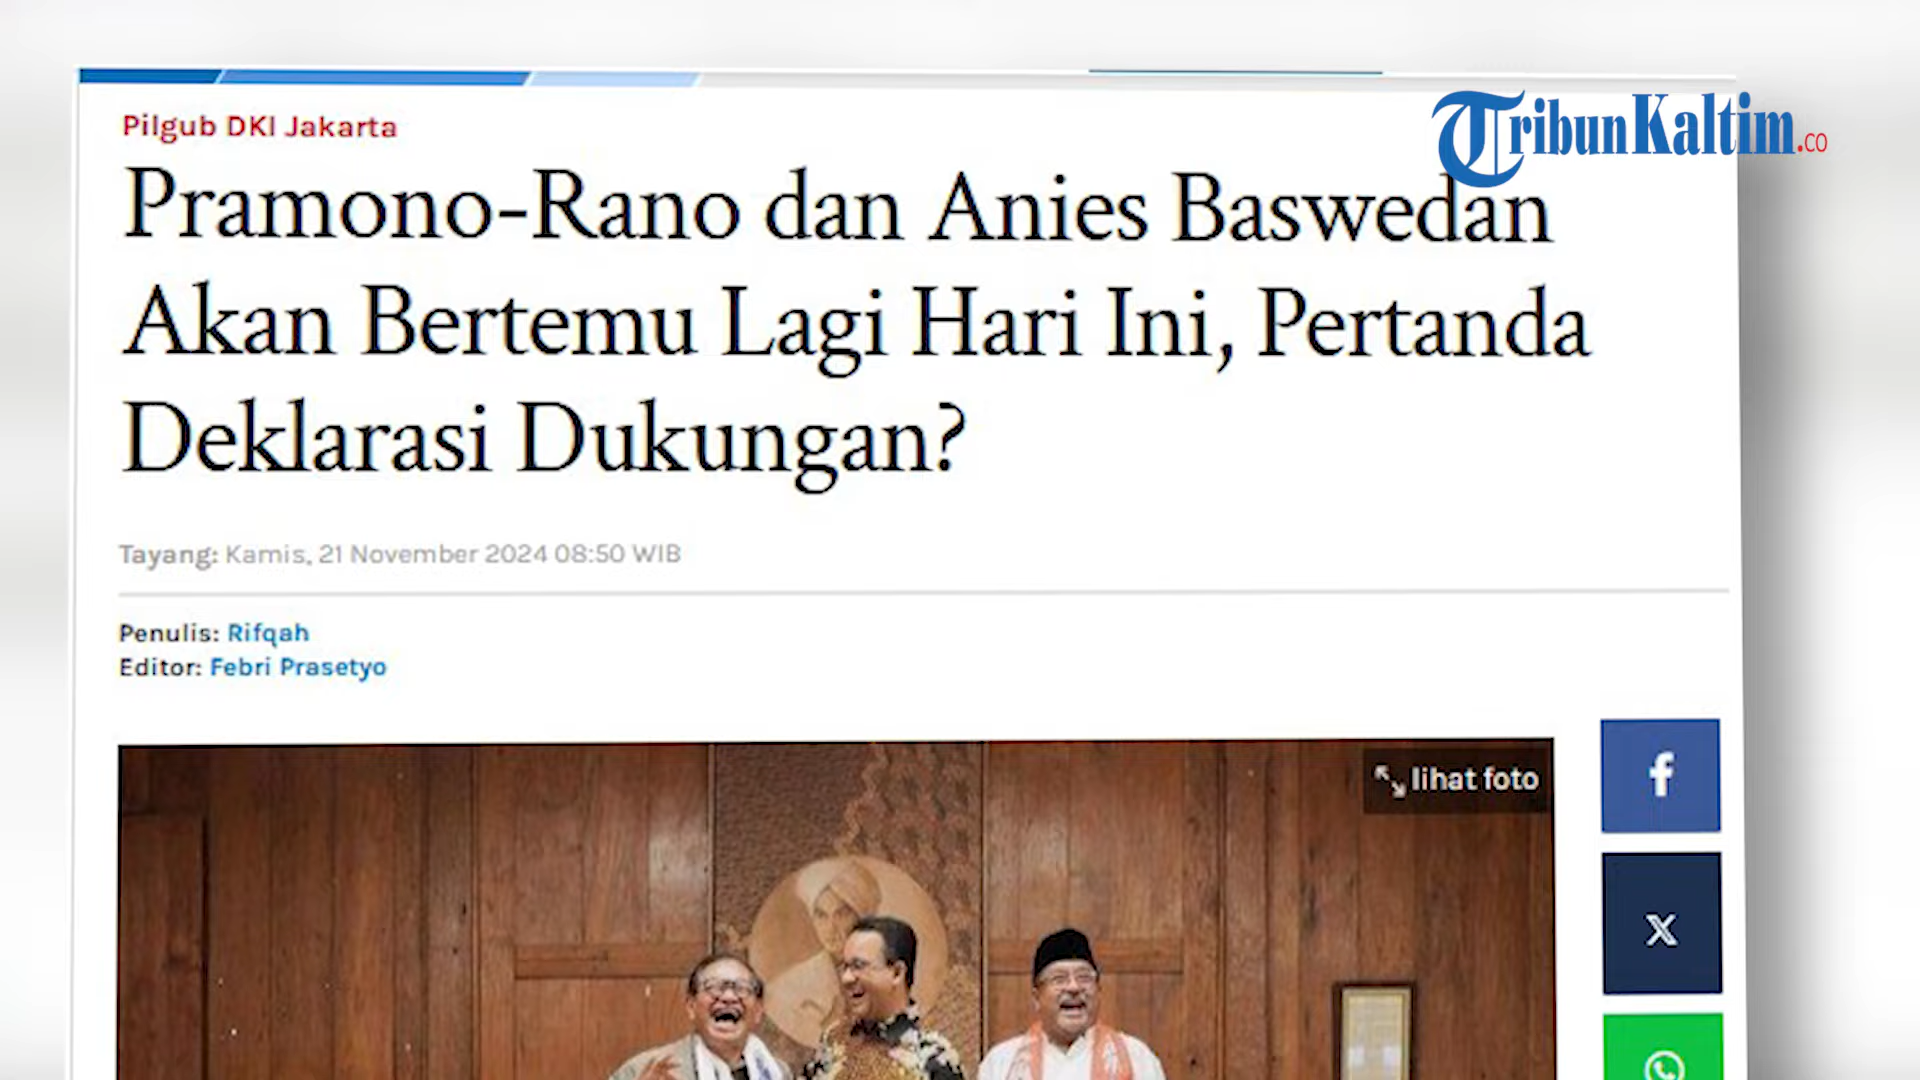 TribunKaltim.co
Pilgub DKI Jakarta
Pramono-Rano dan Anies Baswedan
Akan Bertemu Lagi Hari Ini, Pertanda
Deklarasi Dukungan?
Tayang: Kamis, 21 November 2024 08:50 WIB
Penulis: Rifqah
Editor: Febri Prasetyo
lihat foto